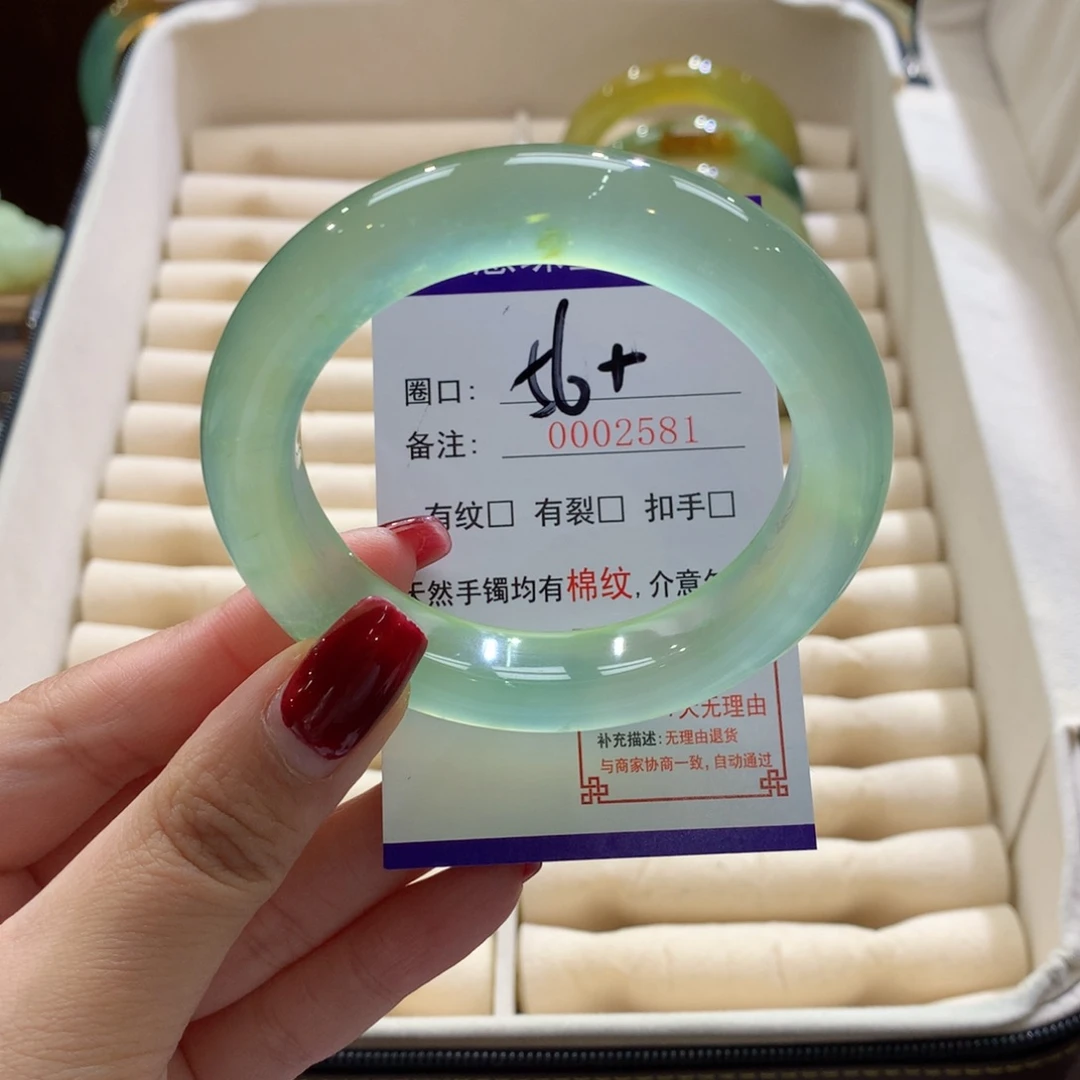 圈口: 56+
备注: 0002581
有纹□ 有裂□ 扣手□
天然手镯均有棉纹, 介意
天无理由
补充描述: 无理由退货
与商家协商一致, 自动通过